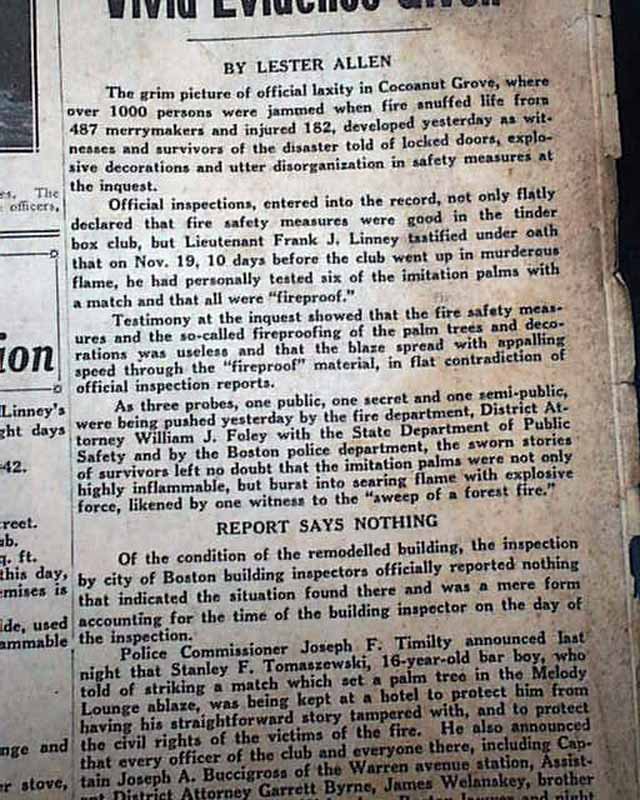 Vivid Evidence Given
BY LESTER ALLEN
The grim picture of official laxity in Cocoanut Grove, where
over 1000 persons were jammed when fire snuffed life from
487 merrymakers and injured 182, developed yesterday as wit-
nesses and survivors of the disaster told of locked doors, explo-
sive decorations and utter disorganization in safety measures at
the inquest.
Official inspections, entered into the record, not only flatly
declared that fire safety measures were good in the tinder
box club, but Lieutenant Frank J. Linney tastified under oath
that on Nov. 19, 10 days before the club went up in murderous
flame, he had personally tested six of the imitation palms with
a match and that all were "fireproof."
Testimony at the inquest showed that the fire safety meas-
ures and the so-called fireproofing of the palm trees and deco-
rations was useless and that the blaze spread with appalling
speed through the "fireproof" material, in flat contradiction of
official inspection reports.
As three probes, one public, one secret and one semi-public,
were being pushed yesterday by the fire department, District At-
torney William J. Foley with the State Department of Public
Safety and by the Boston police department, the sworn stories
of survivors left no doubt that the imitation palms were not only
highly inflammable, but burst into searing flame with explosive
force, likened by one witness to the "sweep of a forest fire."
REPORT SAYS NOTHING
Of the condition of the remodelled building, the inspection
by city of Boston building inspectors officially reported nothing
that indicated the situation found there and was a mere form
accounting for the time of the building inspector on the day of
the inspection.
Police Commissioner Joseph F. Timilty announced last
night that Stanley F. Tomaszewski, 16-year-old bar boy, who
told of striking a match which set a palm tree in the Melody
Lounge ablaze, was being kept at a hotel to protect him from
having his straightforward story tampered with, and to protect
the civil rights of the victims of the fire. He also announced
that every officer of the club and everyone there, including Cap-
tain Joseph A. Buccigross of the Warren avenue station, Assist-
ant District Attorney Garrett Byrne, James Welansky, brother
es. The
officers,
ion
Linney's
ght days
-42.
reet.
ab.
q. ft.
this day,
emises is
ide, used
ammable
nge and
er stove,